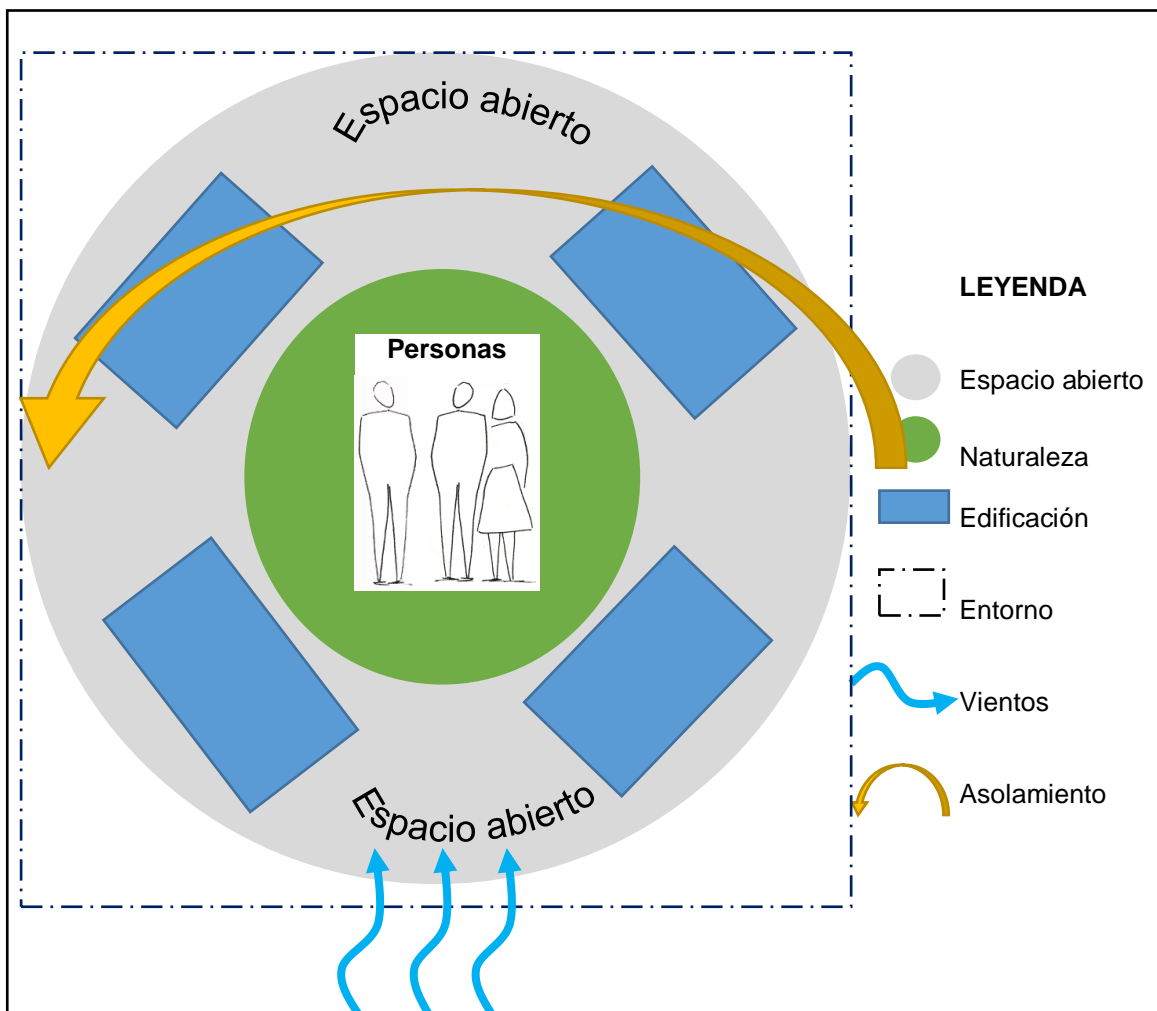 Espacio abierto
Personas
Espacio abierto
LEYENDA
Espacio abierto
Naturaleza
Edificación
Entorno
Vientos
Asolamiento